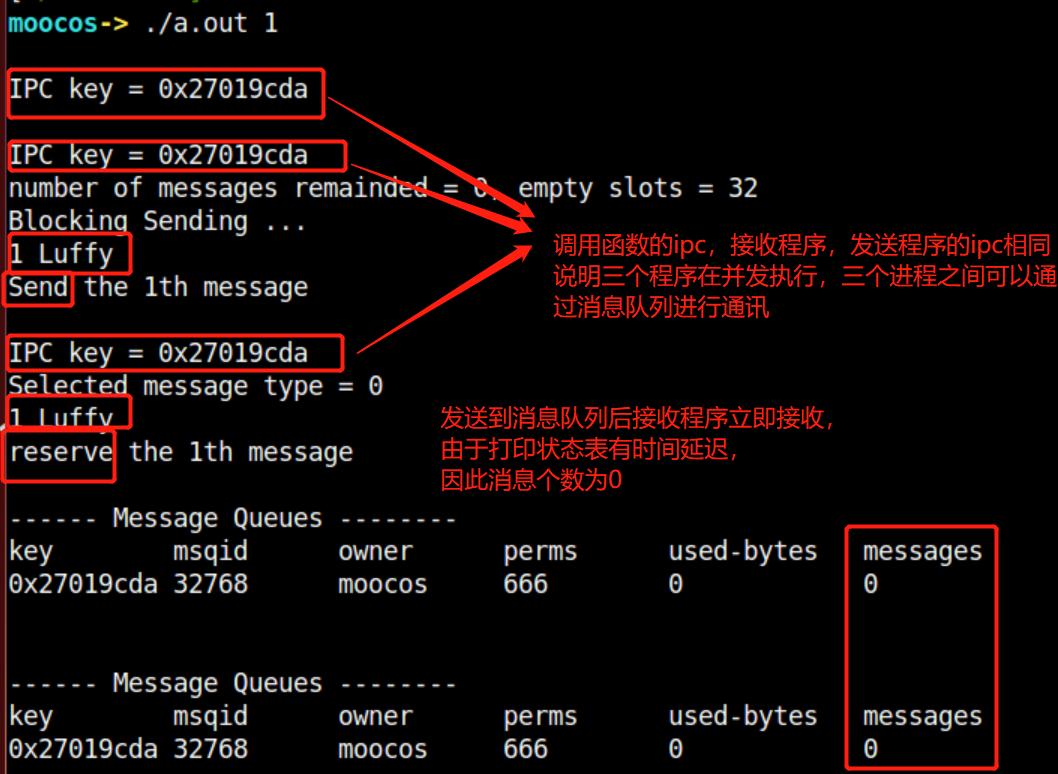 moocos-> ./a.out 1
IPC key = 0x27019cda
IPC key = 0x27019cda
number of messages remainded = 0, empty slots = 32
Blocking Sending ...
1 Luffy
Send the 1th message
IPC key = 0x27019cda
Selected message type = 0
1 Luffy
reserve the 1th message
调用函数的ipc，接收程序，发送程序的ipc相同
说明三个程序在并发执行，三个进程之间可以通
过消息队列进行通讯
发送到消息队列后接收程序立即接收，
由于打印状态表有时间延迟，
因此消息个数为0
------ Message Queues --------
key msqid owner perms used-bytes messages
0x27019cda 32768 moocos 666 0 0
------ Message Queues --------
key msqid owner perms used-bytes messages
0x27019cda 32768 moocos 666 0 0